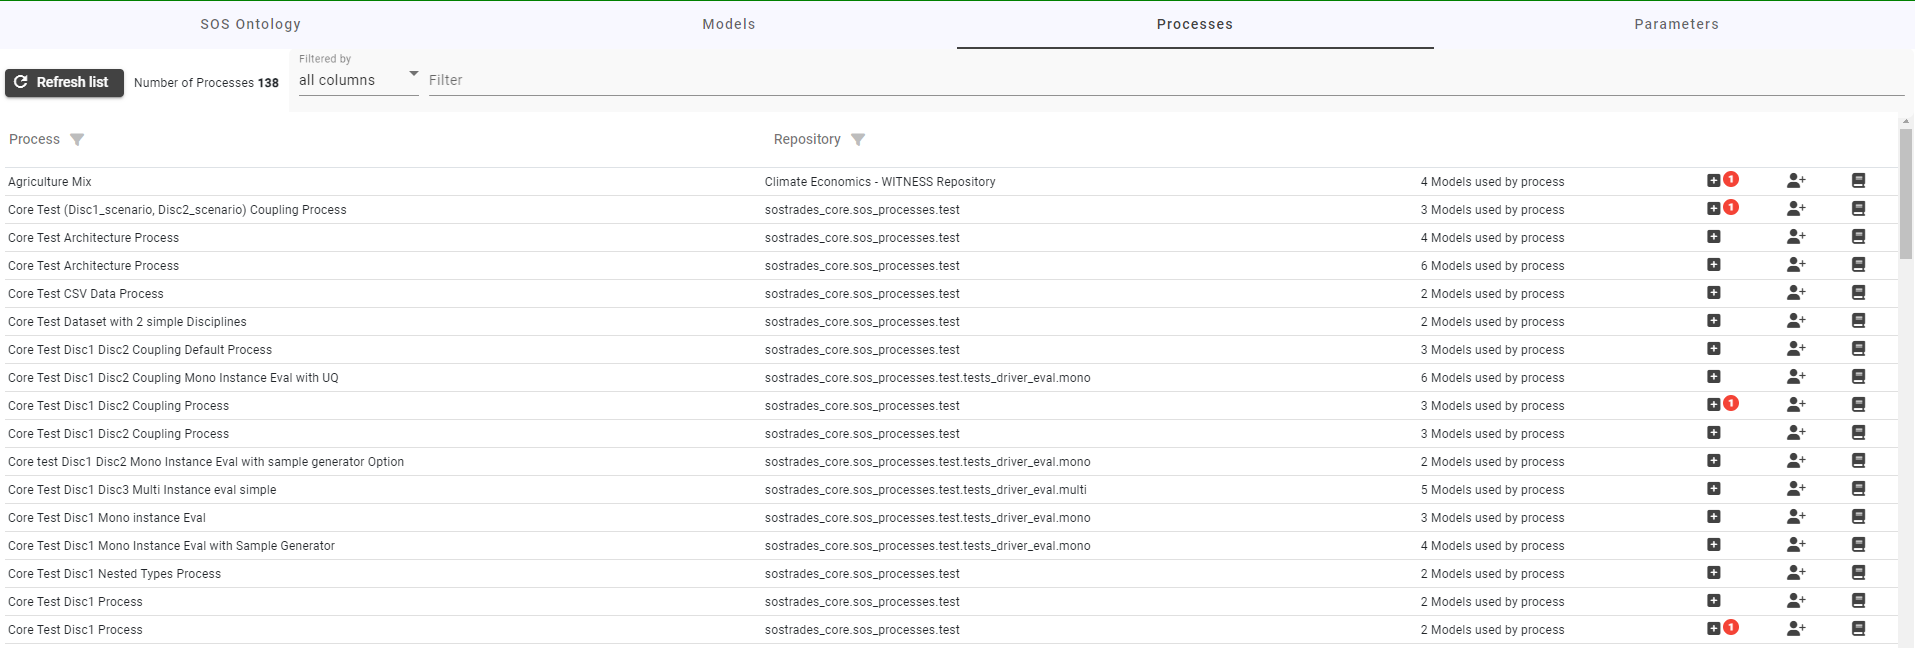 SOS Ontology Models Processes Parameters
Filtered by
Refresh list Number of Processes 138 all columns Filter
Process Repository
Agriculture Mix Climate Economics - WITNESS Repository 4 Models used by process 1
Core Test (Disc1_scenario, Disc2_scenario) Coupling Process sostrades_core.sos_processes.test 3 Models used by process 1
Core Test Architecture Process sostrades_core.sos_processes.test 4 Models used by process
Core Test Architecture Process sostrades_core.sos_processes.test 6 Models used by process
Core Test CSV Data Process sostrades_core.sos_processes.test 2 Models used by process
Core Test Dataset with 2 simple Disciplines sostrades_core.sos_processes.test 2 Models used by process
Core Test Disc1 Disc2 Coupling Default Process sostrades_core.sos_processes.test 3 Models used by process
Core Test Disc1 Disc2 Coupling Mono Instance Eval with UQ sostrades_core.sos_processes.test.tests_driver_eval.mono 6 Models used by process
Core Test Disc1 Disc2 Coupling Process sostrades_core.sos_processes.test 3 Models used by process 1
Core Test Disc1 Disc2 Coupling Process sostrades_core.sos_processes.test 3 Models used by process
Core test Disc1 Disc2 Mono Instance Eval with sample generator Option sostrades_core.sos_processes.test.tests_driver_eval.mono 2 Models used by process
Core Test Disc1 Disc3 Multi Instance eval simple sostrades_core.sos_processes.test.tests_driver_eval.multi 5 Models used by process
Core Test Disc1 Mono instance Eval sostrades_core.sos_processes.test.tests_driver_eval.mono 3 Models used by process
Core Test Disc1 Mono Instance Eval with Sample Generator sostrades_core.sos_processes.test.tests_driver_eval.mono 4 Models used by process
Core Test Disc1 Nested Types Process sostrades_core.sos_processes.test 2 Models used by process
Core Test Disc1 Process sostrades_core.sos_processes.test 2 Models used by process
Core Test Disc1 Process sostrades_core.sos_processes.test 2 Models used by process 1